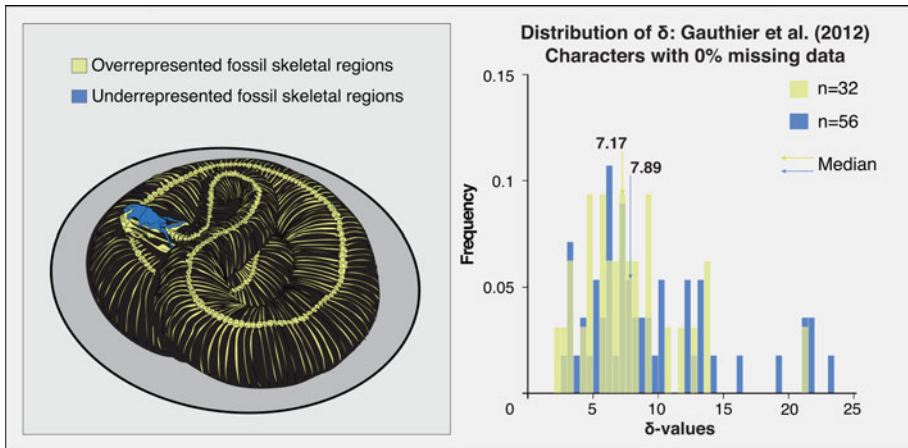 Overrepresented fossil skeletal regions
Underrepresented fossil skeletal regions
Distribution of δ: Gauthier et al. (2012)
Characters with 0% missing data
0.15
n=32
n=56
7.17
7.89
Median
0.1
Frequency
0.05
0
5
10
15
20
25
δ-values